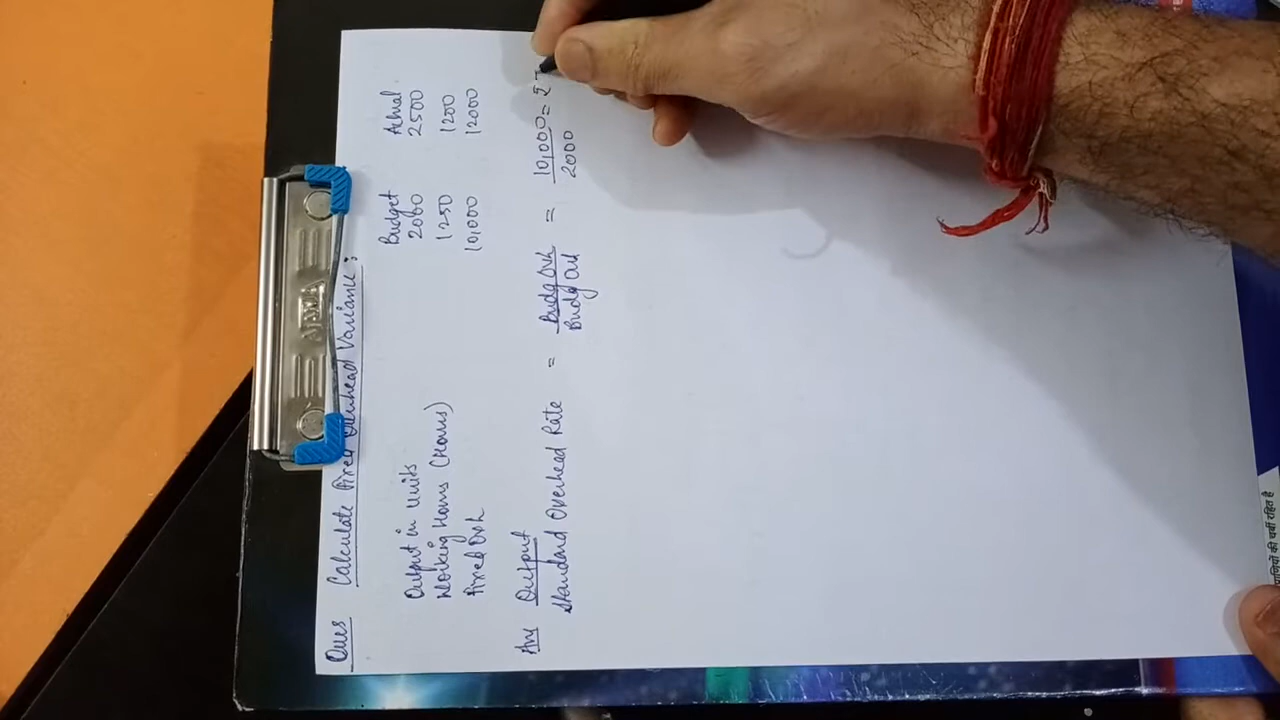 Ques Calculate Fixed Overhead Variance:
Budget Actual
Output in Units 2000 2500
Working Hours (Hours) 1250 1200
Fixed Ovh 10,000 12000
Ans Output
Standard Overhead Rate = Budg Ovh / Budg Out = 10,000 / 2000 = ₹